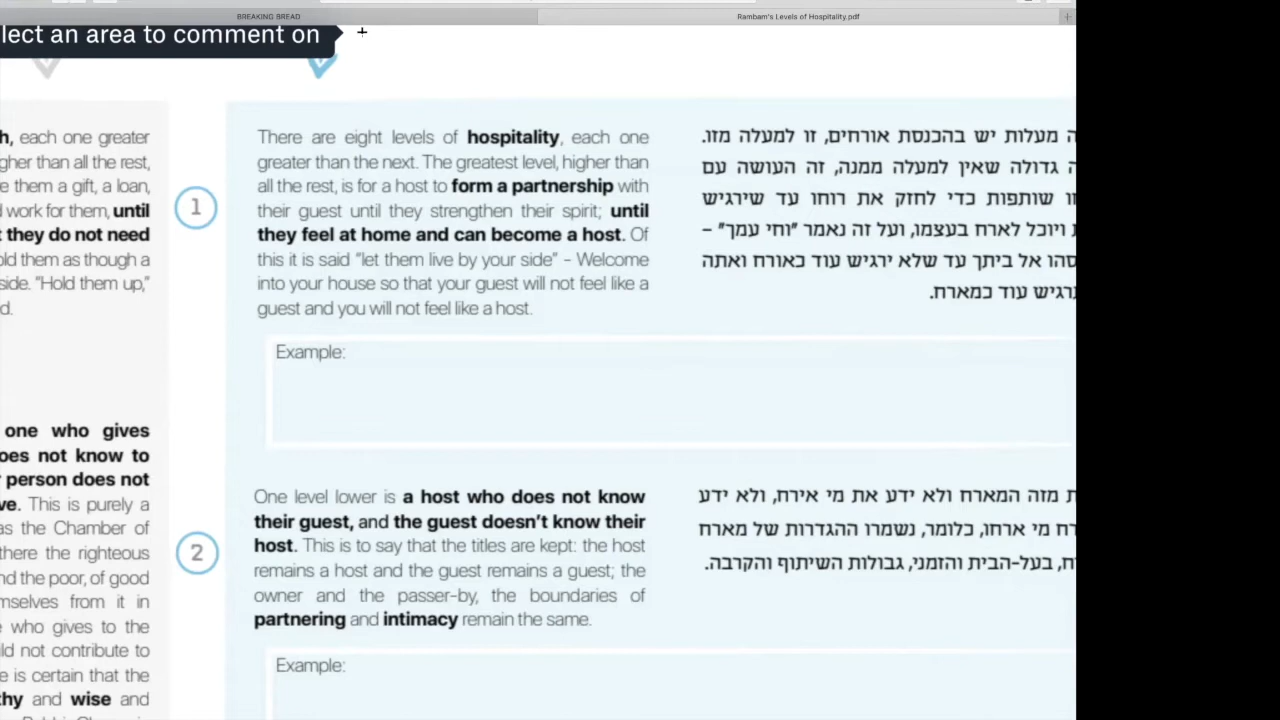 BREAKING BREAD
Rambam's Levels of Hospitality.pdf
lect an area to comment on
each one greater
gher than all the rest,
e them a gift, a loan,
d work for them, until
they do not need
old them as though a
side. "Hold them up,"
one who gives
oes not know to
person does not
ve. This is purely a
as the Chamber of
there the righteous
nd the poor, of good
mselves from it in
who gives to the
ld not contribute to
e is certain that the
thy and wise and
1
There are eight levels of hospitality, each one
greater than the next. The greatest level, higher than
all the rest, is for a host to form a partnership with
their guest until they strengthen their spirit; until
they feel at home and can become a host. Of
this it is said "let them live by your side" – Welcome
into your house so that your guest will not feel like a
guest and you will not feel like a host.
Example:
2
One level lower is a host who does not know
their guest, and the guest doesn't know their
host. This is to say that the titles are kept: the host
remains a host and the guest remains a guest; the
owner and the passer-by, the boundaries of
partnering and intimacy remain the same.
Example:
ה מעלות יש בהכנסת אורחים, זו למעלה מזו.
ה גדולה שאין למעלה ממנה, זה העושה עם
שותפות כדי לחזק את רוחו עד שירגיש
ויוכל לארח בעצמו, ועל זה נאמר "וחי עמך" –
סהו אל ביתך עד שלא ירגיש עוד כאורח ואתה
תרגיש עוד כמארח.
ת מזה המארח ולא ידע את מי אירח, ולא ידע
רח מי ארחו, כלומר, נשמרו ההגדרות של מארח
ח, בעל-הבית והזמני, גבולות השיתוף והקרבה.